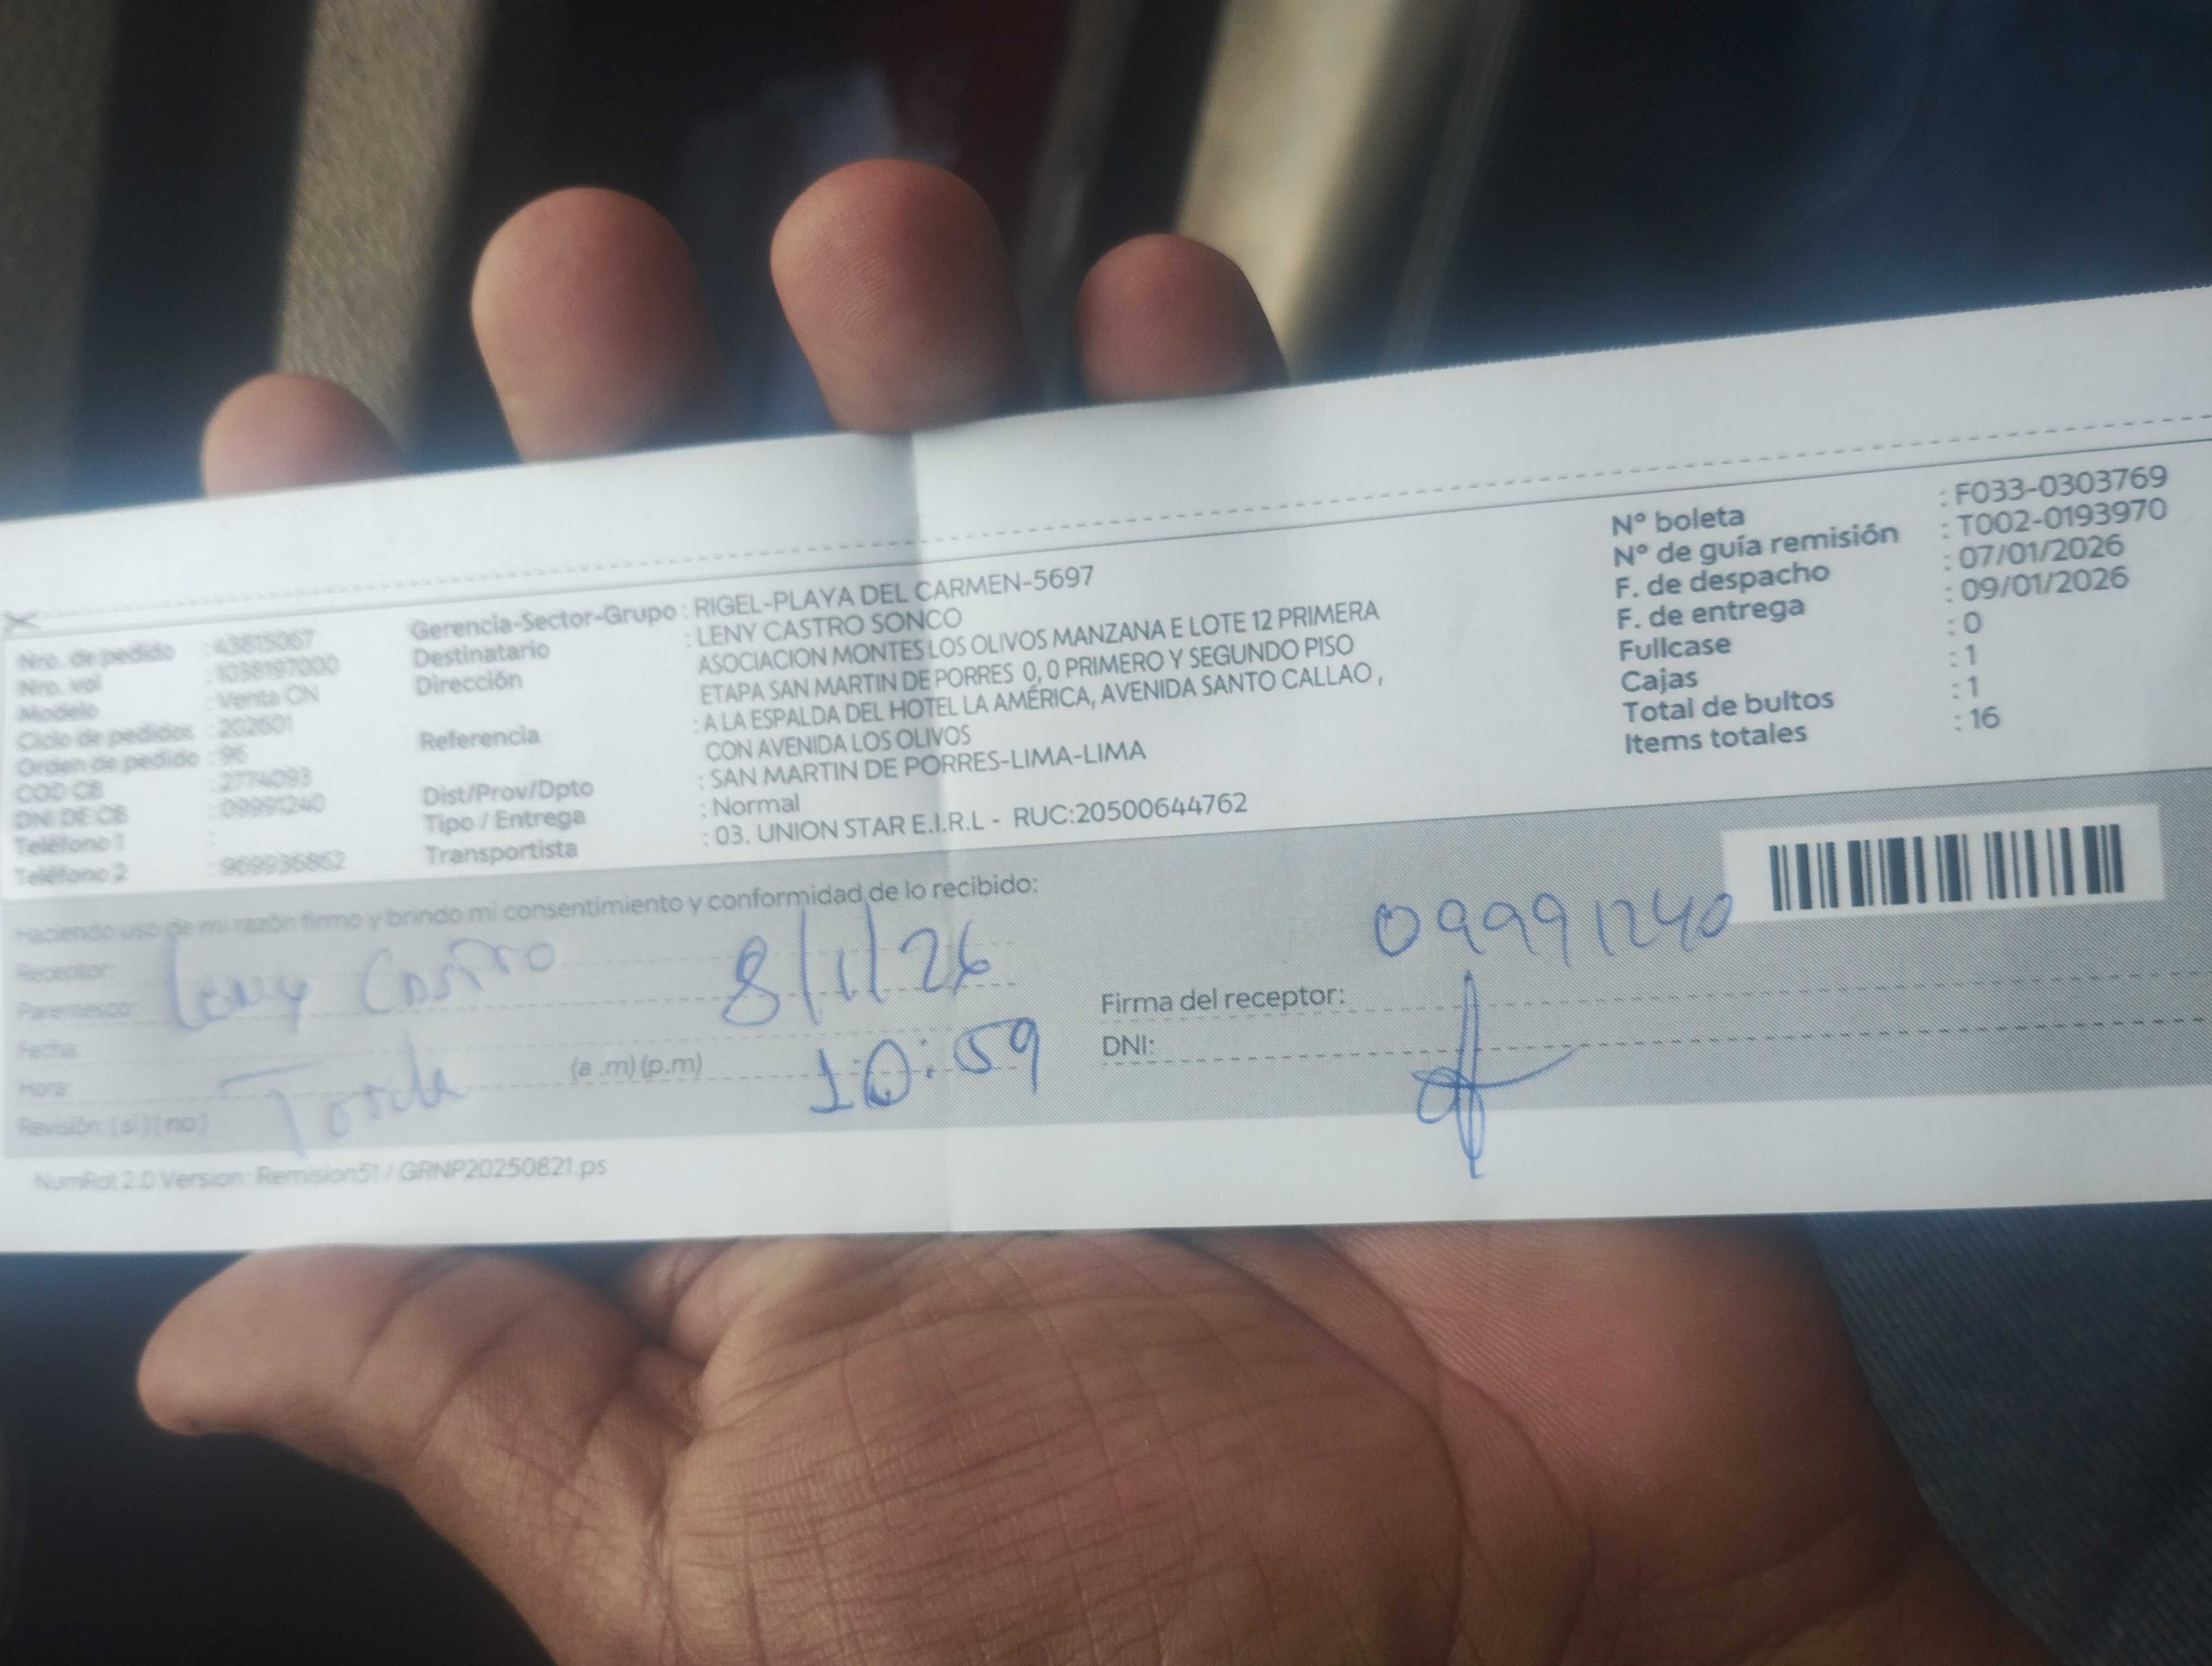 Nro. de pedido : 43815067
Nro. vol : 1038197000
Modelo : Venta CN
Ciclo de pedidos : 202601
Orden de pedido : 96
COD CB : 2774093
DNI DE CB : 09991240
Teléfono 1 :
Teléfono 2 : 969936862
Gerencia-Sector-Grupo : RIGEL-PLAYA DEL CARMEN-5697
Destinatario : LENY CASTRO SONCO
Dirección ASOCIACION MONTES LOS OLIVOS MANZANA E LOTE 12 PRIMERA
ETAPA SAN MARTIN DE PORRES 0, 0 PRIMERO Y SEGUNDO PISO
Referencia : A LA ESPALDA DEL HOTEL LA AMÉRICA, AVENIDA SANTO CALLAO ,
CON AVENIDA LOS OLIVOS
Dist/Prov/Dpto : SAN MARTIN DE PORRES-LIMA-LIMA
Tipo / Entrega : Normal
Transportista : 03. UNION STAR E.I.R.L - RUC:20500644762
N° boleta : F033-0303769
N° de guía remisión : T002-0193970
F. de despacho : 07/01/2026
F. de entrega : 09/01/2026
Fullcase : 0
Cajas : 1
Total de bultos : 1
Items totales : 16
Haciendo uso de mi razón firmo y brindo mi consentimiento y conformidad de lo recibido:
Receptor: Leny Castro 8/1/26
Parentesco:
Fecha:
Hora: (a .m) (p.m) 10:59
Revisión: (si) (no)
09991240
Firma del receptor:
DNI:
NumRot 2.0 Version: Remision51 / GRNP20250821.ps